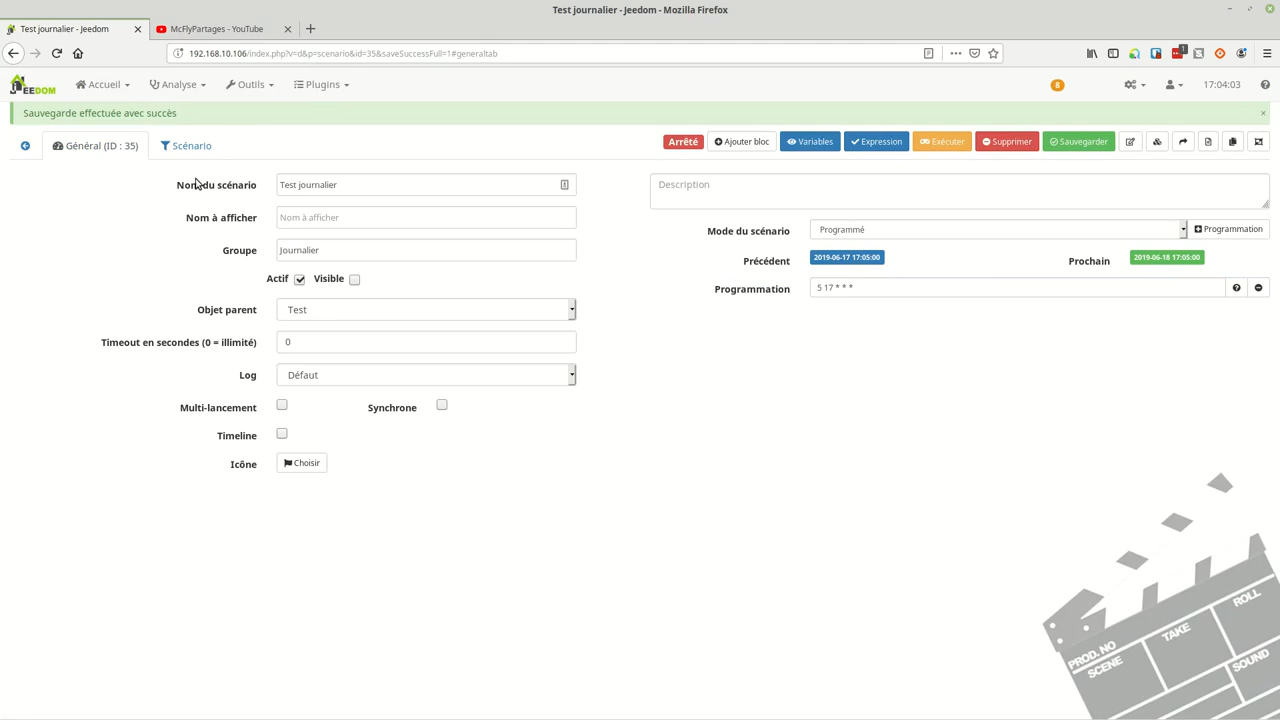 Test journalier - Jeedom - Mozilla Firefox
Test journalier - Jeedom
McFlyPartages - YouTube
192.168.10.106/index.php?v=d&p=scenario&id=35&saveSuccessFull=1#generaltab
1
EEDOM
Accueil
Analyse
Outils
Plugins
8
17:04:03
Sauvegarde effectuée avec succès
Général (ID : 35)
Scénario
Arrêté
Ajouter bloc
Variables
Expression
Exécuter
Supprimer
Sauvegarder
Nom du scénario
Test journalier
Description
Nom à afficher
Nom à afficher
Mode du scénario
Programmé
Programmation
Groupe
Journalier
Précédent
2019-06-17 17:05:00
Prochain
2019-06-18 17:05:00
Actif
Visible
Programmation
5 17 * * *
Objet parent
Test
Timeout en secondes (0 = illimité)
0
Log
Défaut
Multi-lancement
Synchrone
Timeline
Icône
Choisir
PROD. NO
SCENE
TAKE
ROLL
SOUND